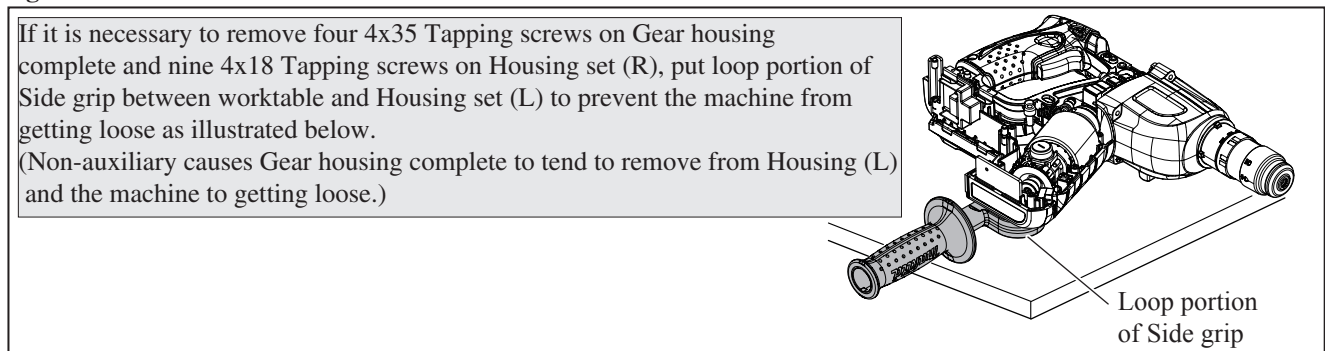 If it is necessary to remove four 4x35 Tapping screws on Gear housing
complete and nine 4x18 Tapping screws on Housing set (R), put loop portion of
Side grip between worktable and Housing set (L) to prevent the machine from
getting loose as illustrated below.
(Non-auxiliary causes Gear housing complete to tend to remove from Housing (L)
and the machine to getting loose.)
Loop portion
of Side grip